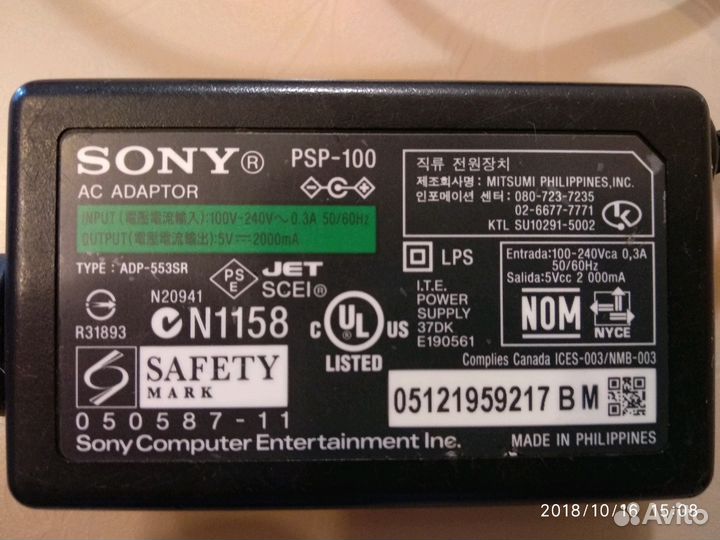 SONY® PSP-100
AC ADAPTOR
INPUT (電壓電流輸入):100V-240V~ 0.3A 50/60Hz
OUTPUT(電壓電流輸出):5V⎓2000mA
TYPE : ADP-553SR
PS E
JET
SCEI®
R31893
N20941
N1158
C UL US
LISTED
SAFETY
MARK
050587-11
Sony Computer Entertainment Inc.
직류 전원장치
제조회사명: MITSUMI PHILIPPINES,INC.
인포메이션 센터: 080-723-7235
02-6677-7771
KTL SU10291-5002
LPS
I.T.E.
POWER
SUPPLY
37DK
E190561
Entrada:100-240Vca 0,3A
50/60Hz
Salida:5Vcc 2 000mA
NOM
NYCE
Complies Canada ICES-003/NMB-003
05121959217 B M
MADE IN PHILIPPINES
2018/10/16 15:08
Avito